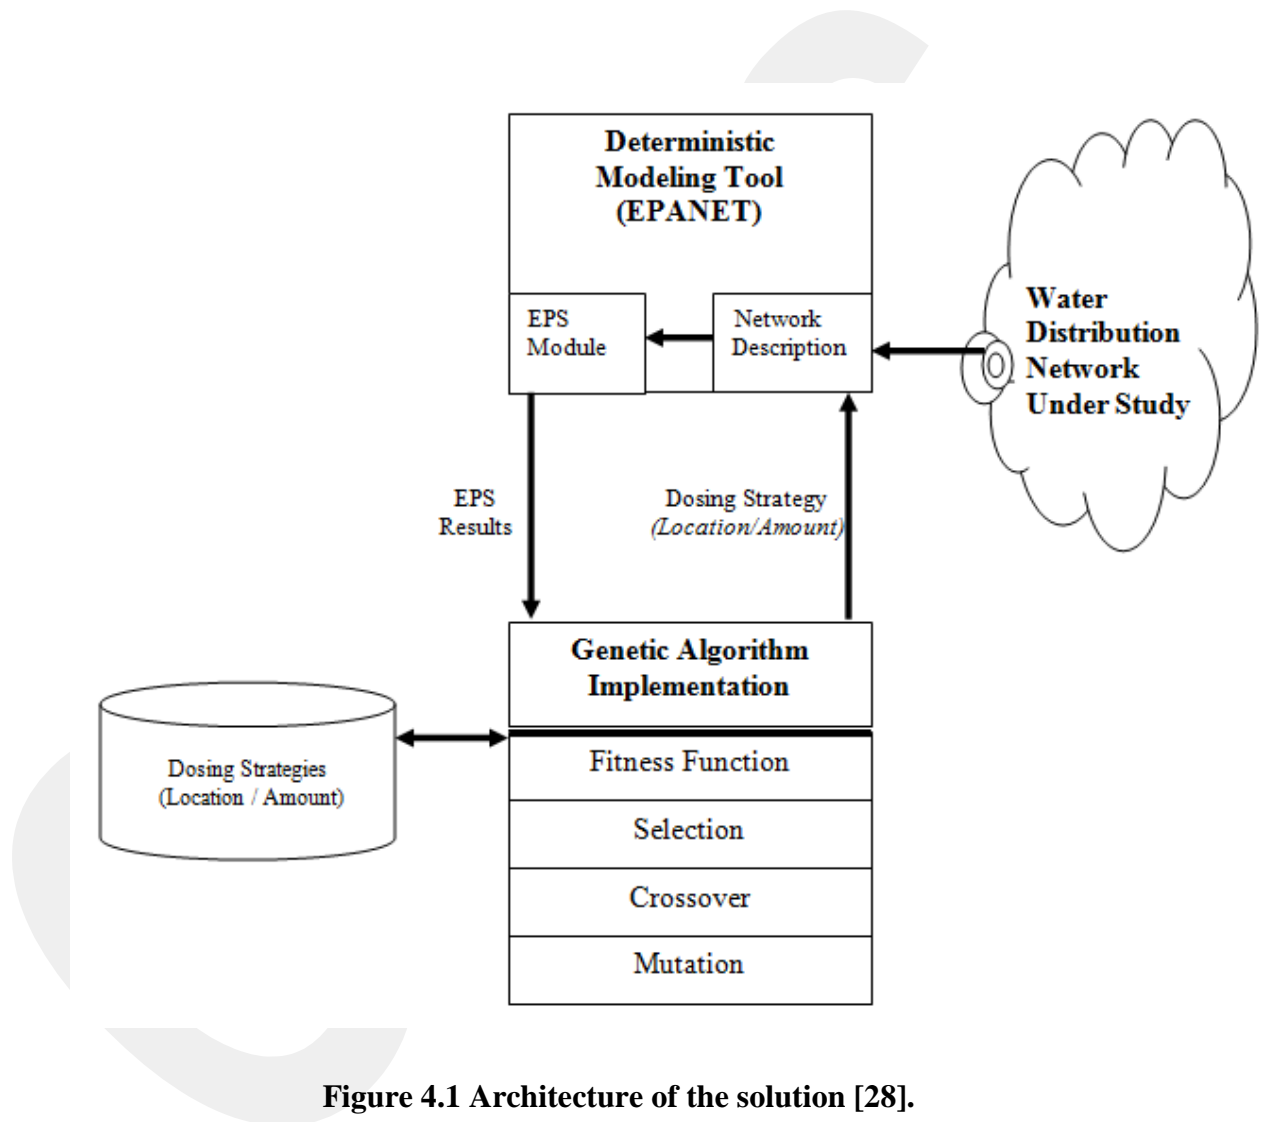 Deterministic
Modeling Tool
(EPANET)
EPS
Module
Network
Description
Water
Distribution
Network
Under Study
EPS
Results
Dosing Strategy
(Location/Amount)
Genetic Algorithm
Implementation
Dosing Strategies
(Location / Amount)
Fitness Function
Selection
Crossover
Mutation
Figure 4.1 Architecture of the solution [28].